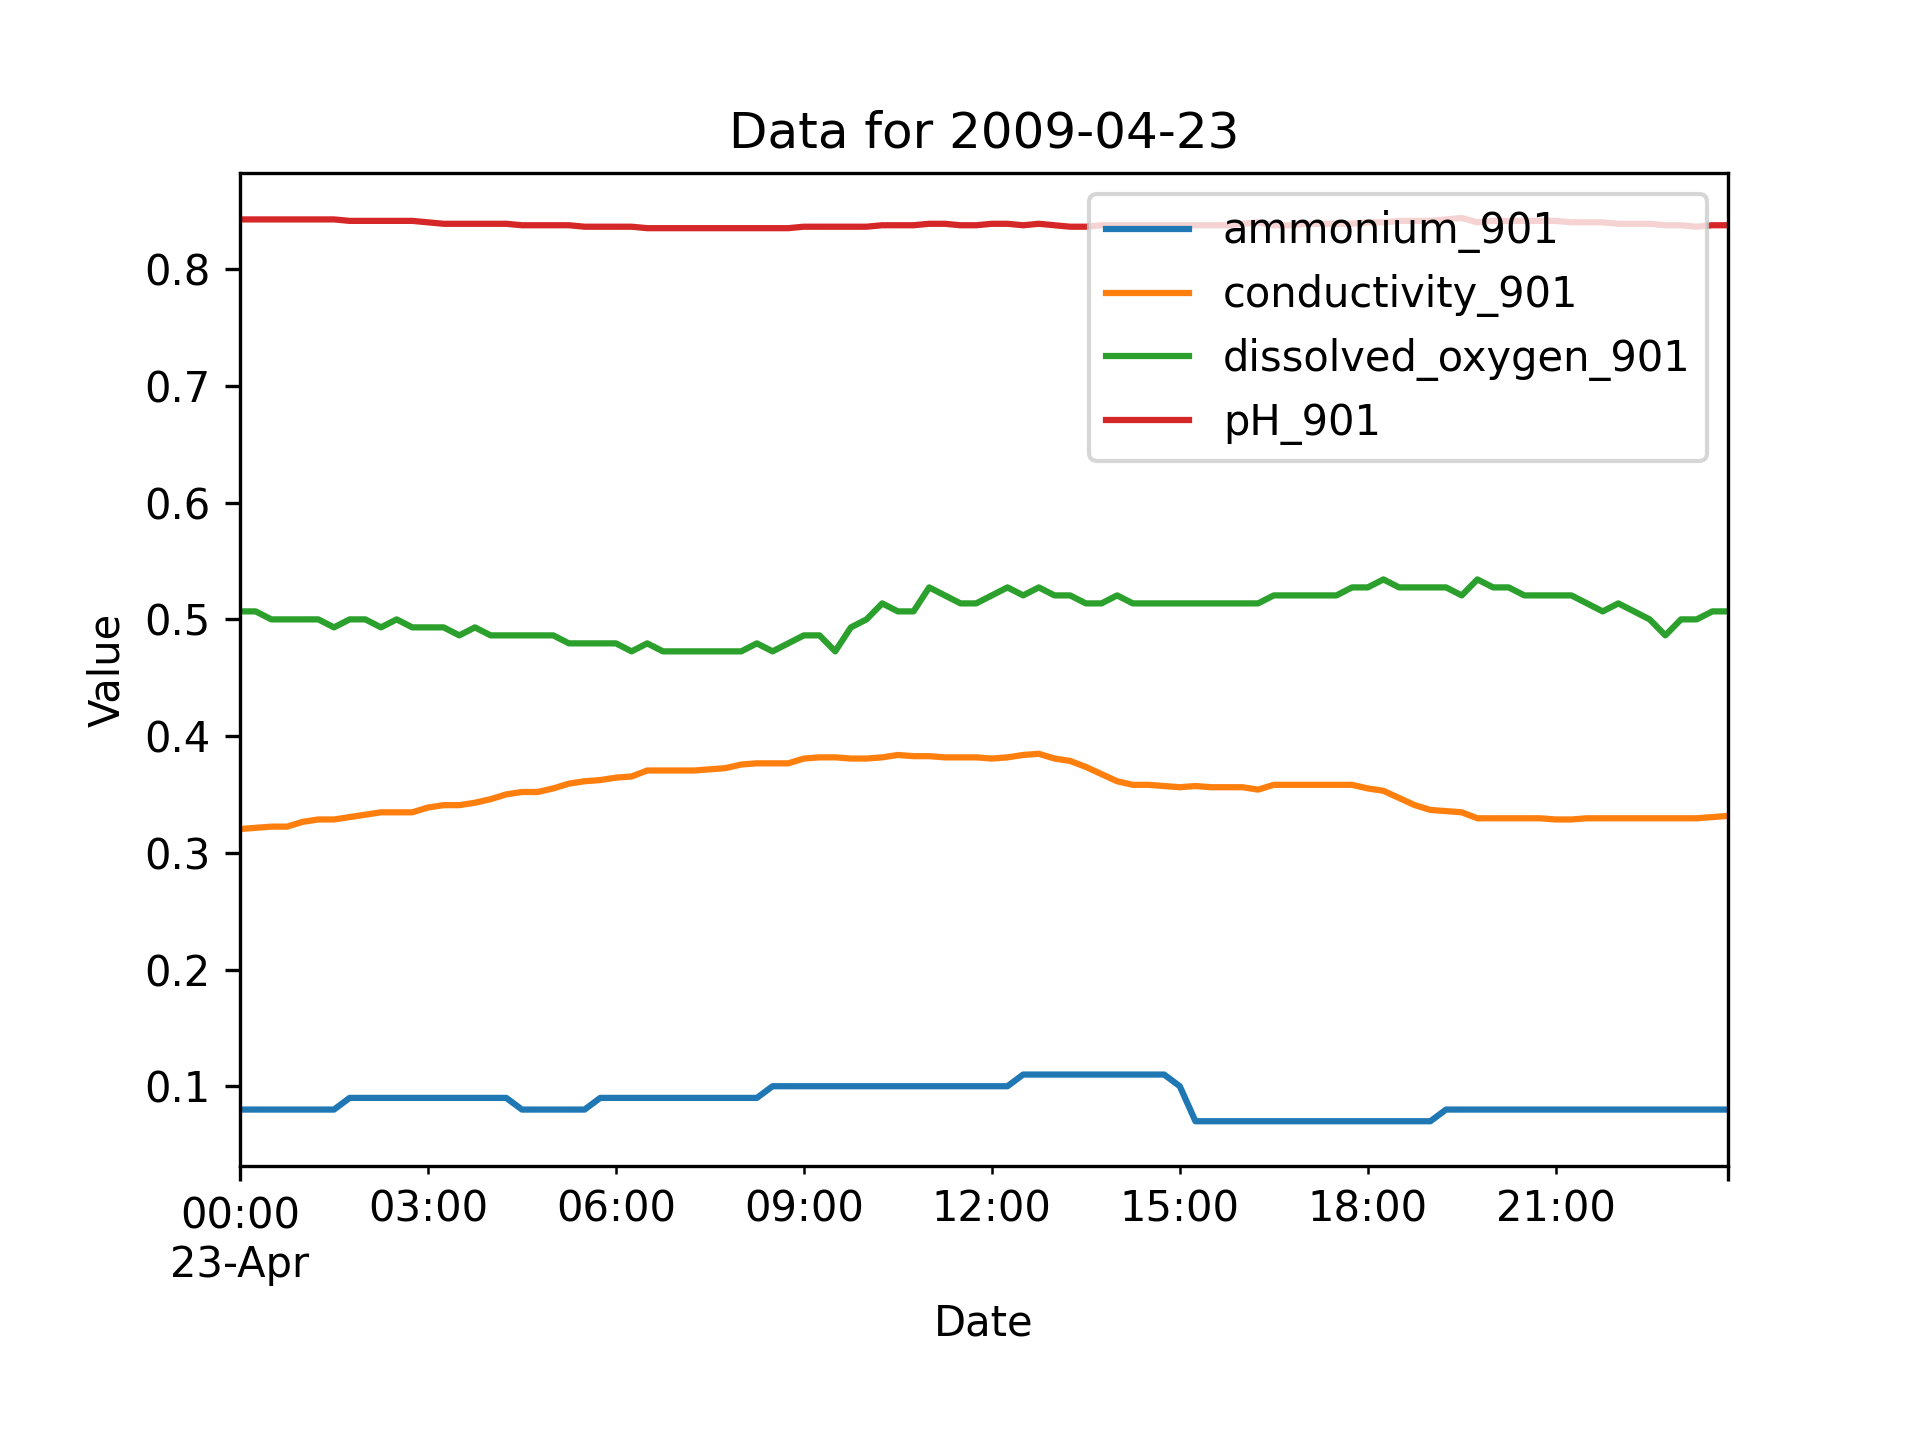 Data for 2009-04-23
ammonium_901
conductivity_901
dissolved_oxygen_901
pH_901
Value
0.8
0.7
0.6
0.5
0.4
0.3
0.2
0.1
00:00 03:00 06:00 09:00 12:00 15:00 18:00 21:00
23-Apr
Date